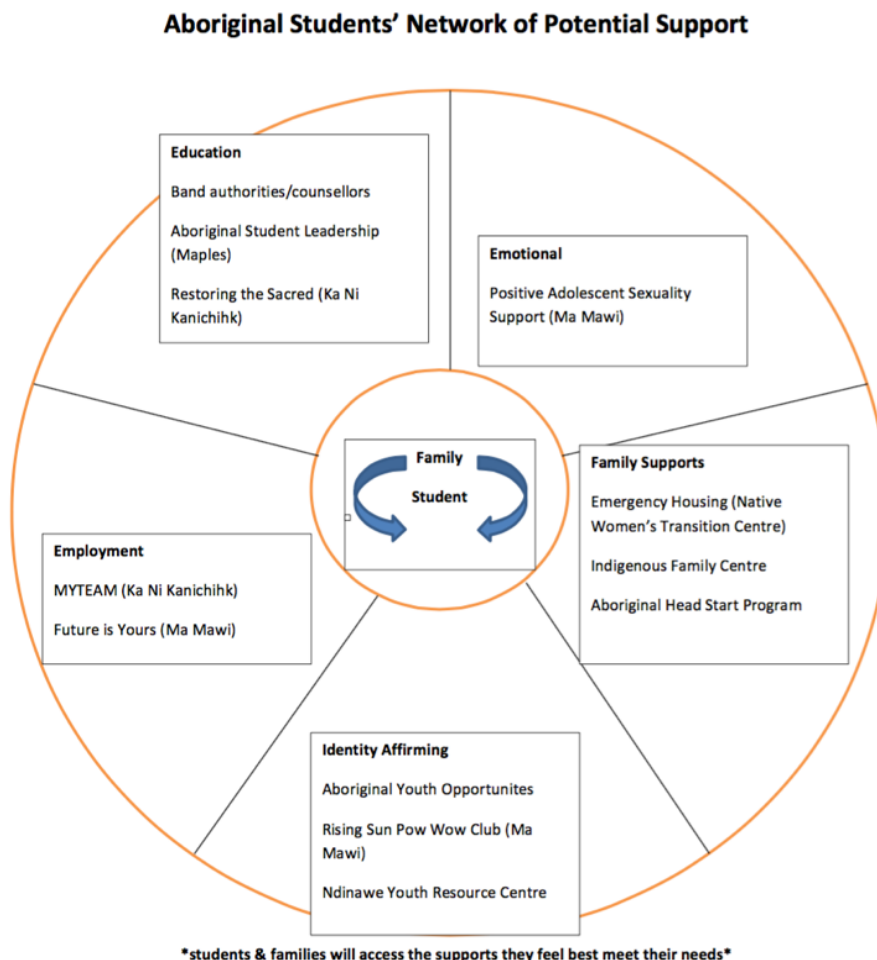 Aboriginal Students’ Network of Potential Support
Education
Band authorities/counsellors
Aboriginal Student Leadership
(Maples)
Restoring the Sacred (Ka Ni
Kanichihk)
Emotional
Positive Adolescent Sexuality
Support (Ma Mawi)
Family
Student
Family Supports
Emergency Housing (Native
Women’s Transition Centre)
Indigenous Family Centre
Aboriginal Head Start Program
Employment
MYTEAM (Ka Ni Kanichihk)
Future is Yours (Ma Mawi)
Identity Affirming
Aboriginal Youth Opportunites
Rising Sun Pow Wow Club (Ma
Mawi)
Ndinawe Youth Resource Centre
*students & families will access the supports they feel best meet their needs*